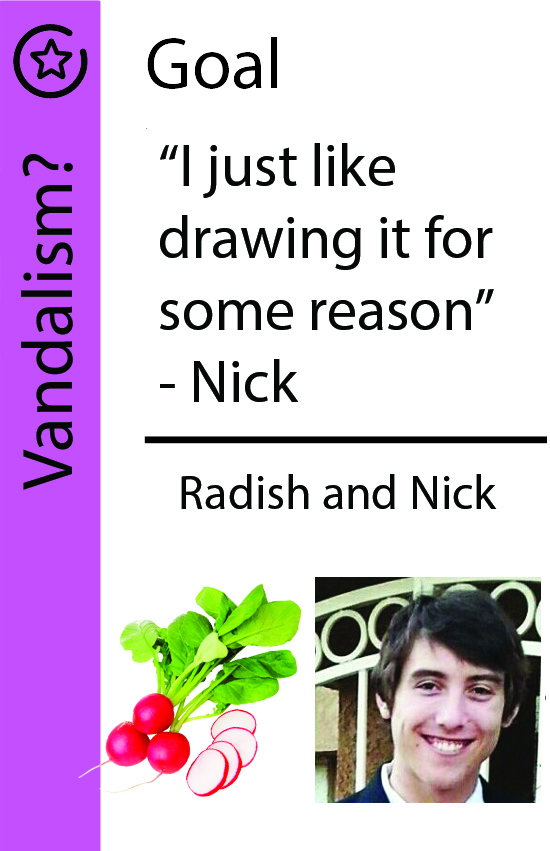 Vandalism?
Goal
“I just like
drawing it for
some reason”
- Nick
Radish and Nick